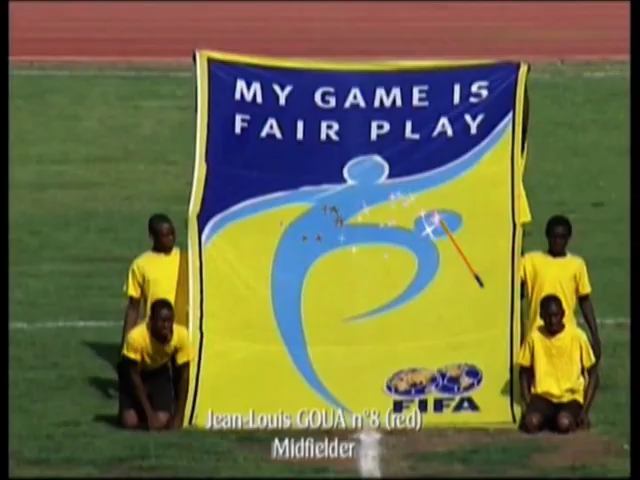 MY GAME IS
FAIR PLAY
FIFA
Jean-Louis GOUA n°8 (red)
Midfielder